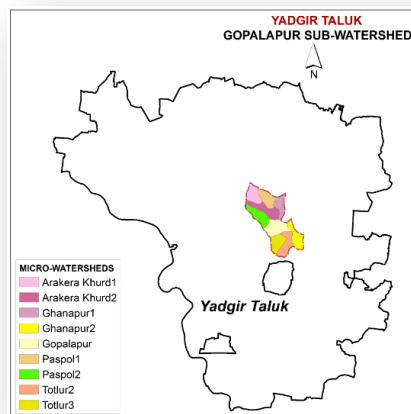 YADGIR TALUK
GOPALAPUR SUB-WATERSHED
N
Yadgir Taluk
MICRO-WATERSHEDS
Arakera Khurd1
Arakera Khurd2
Ghanapur1
Ghanapur2
Gopalapur
Paspol1
Paspol2
Totlur2
Totlur3